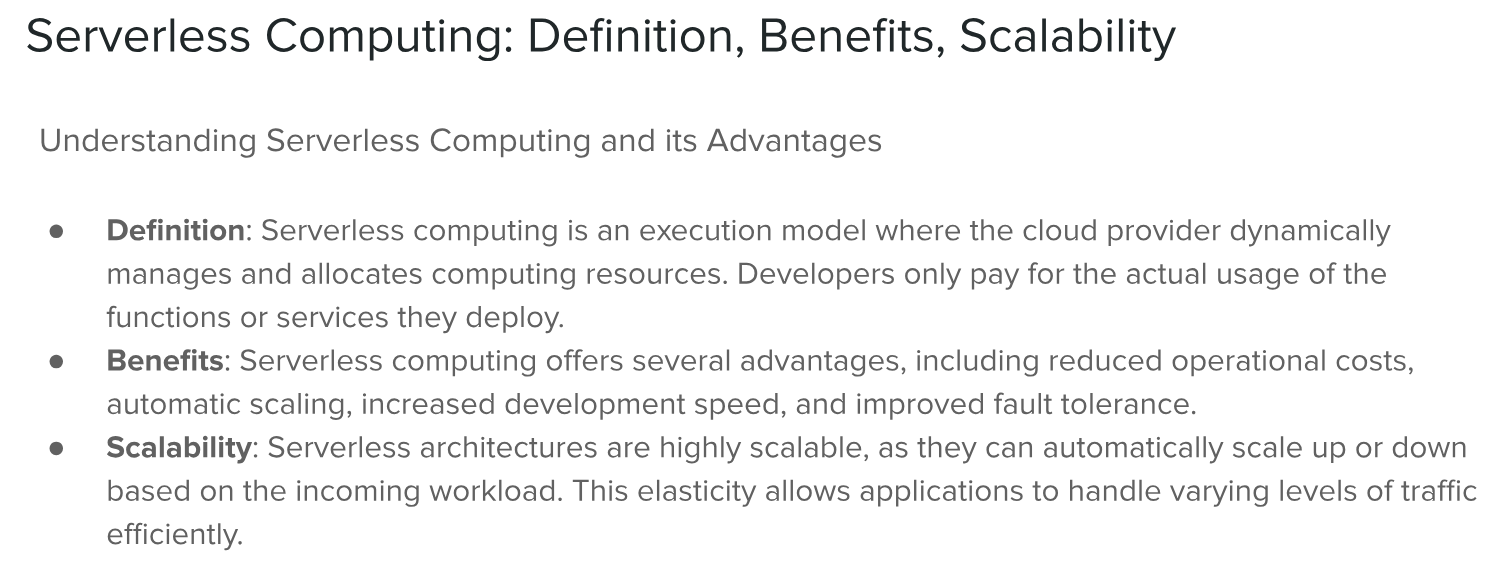 Serverless Computing: Definition, Benefits, Scalability
Understanding Serverless Computing and its Advantages
● Definition: Serverless computing is an execution model where the cloud provider dynamically
manages and allocates computing resources. Developers only pay for the actual usage of the
functions or services they deploy.
● Benefits: Serverless computing offers several advantages, including reduced operational costs,
automatic scaling, increased development speed, and improved fault tolerance.
● Scalability: Serverless architectures are highly scalable, as they can automatically scale up or down
based on the incoming workload. This elasticity allows applications to handle varying levels of traffic
efficiently.